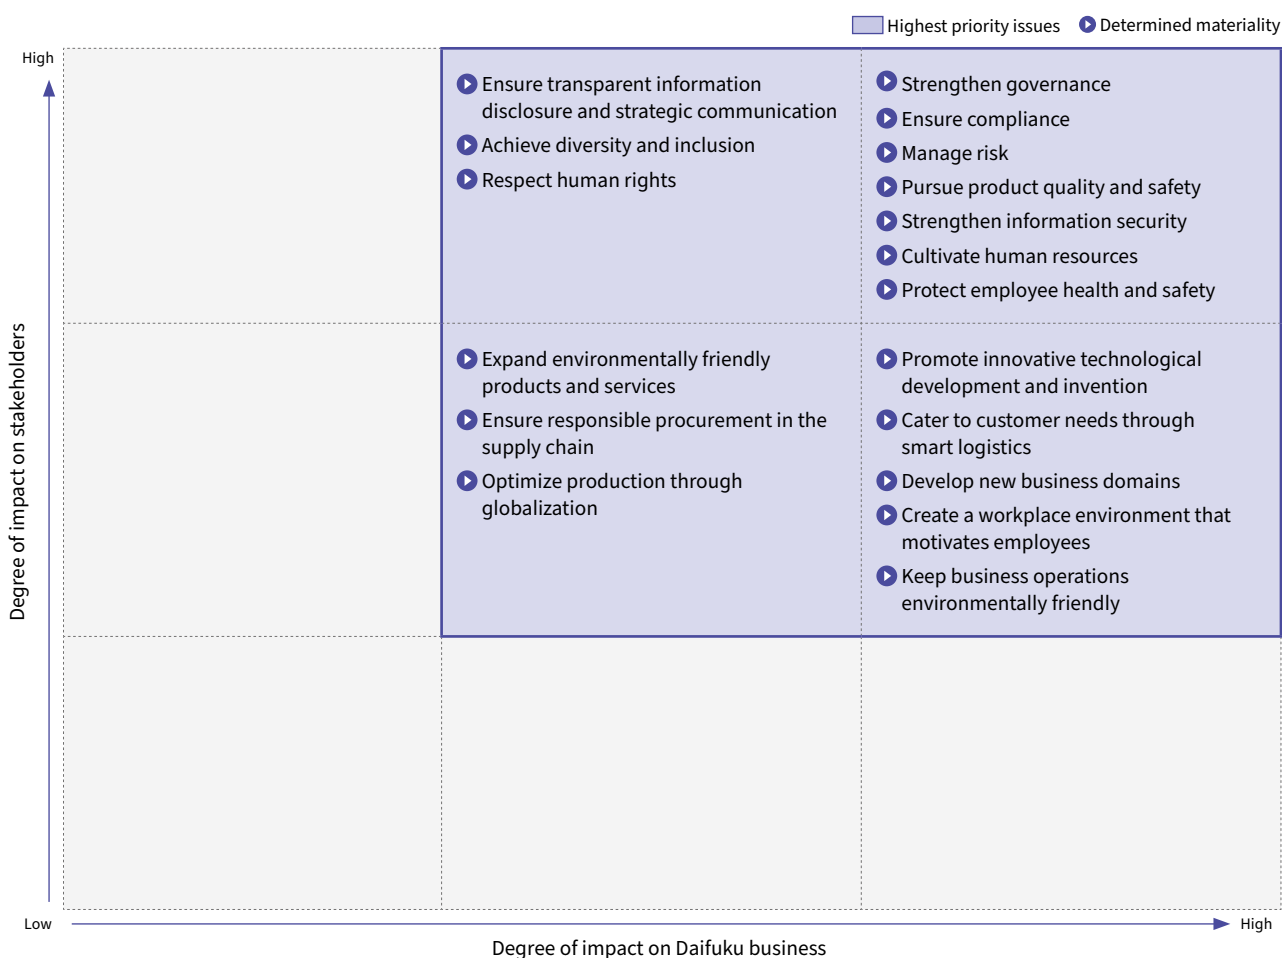 Highest priority issues
Determined materiality
High
Ensure transparent information
disclosure and strategic communication
Achieve diversity and inclusion
Respect human rights
Strengthen governance
Ensure compliance
Manage risk
Pursue product quality and safety
Strengthen information security
Cultivate human resources
Protect employee health and safety
Degree of impact on stakeholders
Expand environmentally friendly
products and services
Ensure responsible procurement in the
supply chain
Optimize production through
globalization
Promote innovative technological
development and invention
Cater to customer needs through
smart logistics
Develop new business domains
Create a workplace environment that
motivates employees
Keep business operations
environmentally friendly
Low
High
Degree of impact on Daifuku business